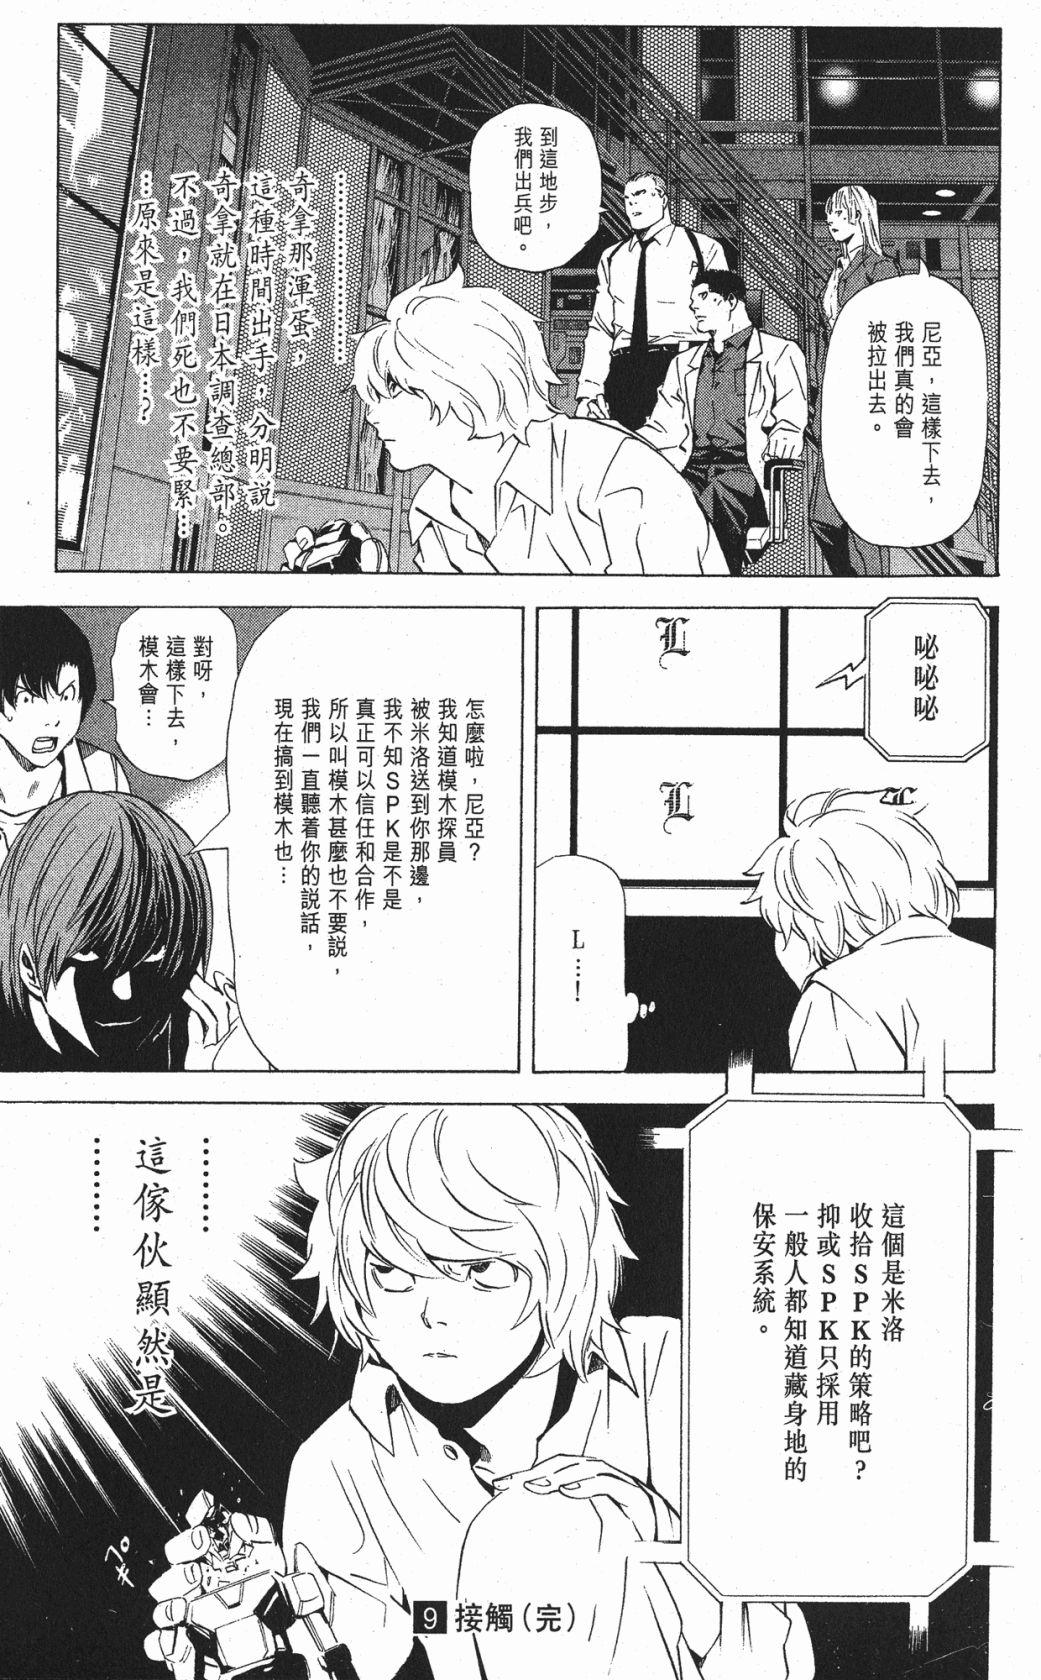 尼亞，這樣下去，
我們真的會
被拉出去。
到這地步，
我們出兵吧。
………
奇拿那渾蛋，
這種時間出手，分明說
奇拿就在日本調查總部。
不過，我們死也不要緊…
…原來是這樣…？
咇咇咇
L
L
L…！
怎麼啦，尼亞？
我知道模木探員
被米洛送到你那邊，
我不知SPK是不是
真正可以信任和合作，
所以叫模木甚麼也不要說，
我們一直聽着你的説話，
現在搞到模木也…
對呀，
這樣下去，
模木會…
這個是米洛
收拾SPK的策略吧？
抑或SPK只採用
一般人都知道藏身地的
保安系統。
………
這傢伙顯然是
………
9 接觸（完）